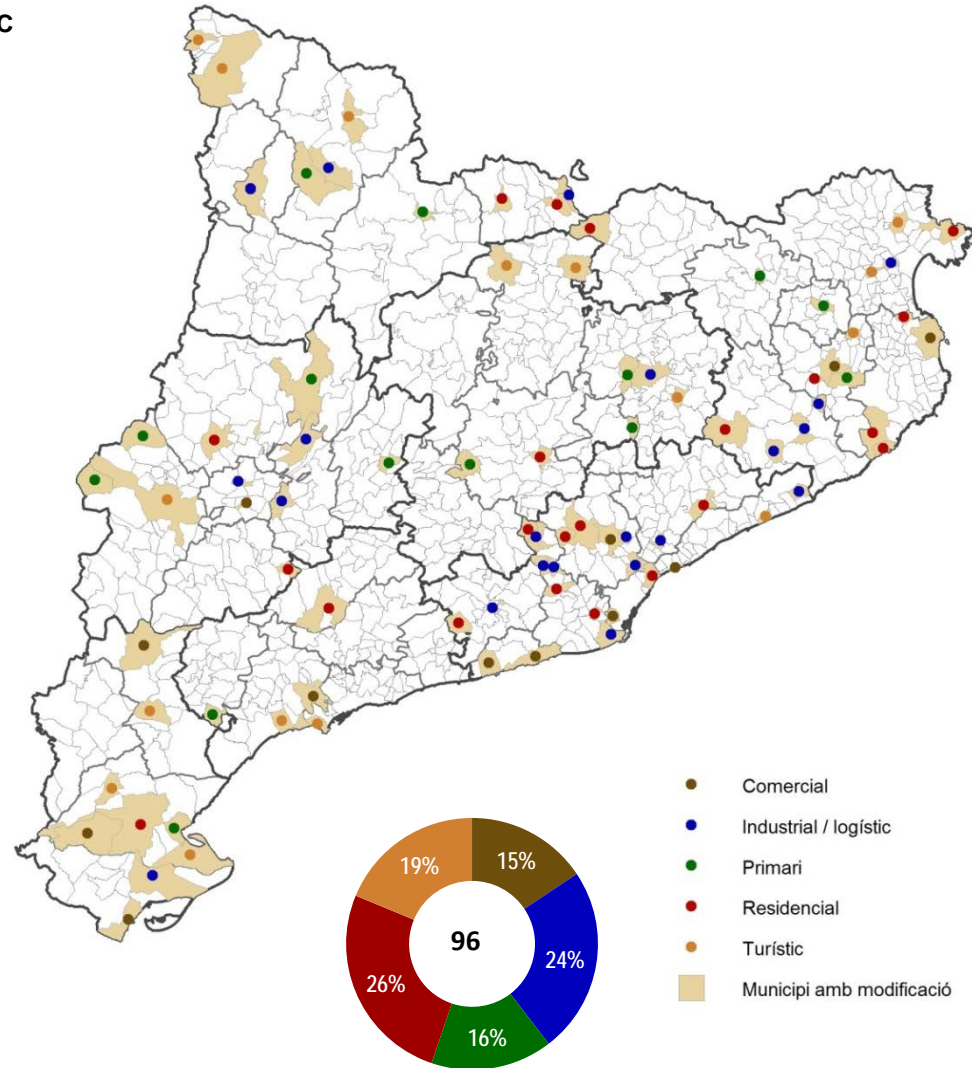 C
Comercial
Industrial / logístic
Primari
Residencial
Turístic
Municipi amb modificació
19%
15%
96
26%
24%
16%